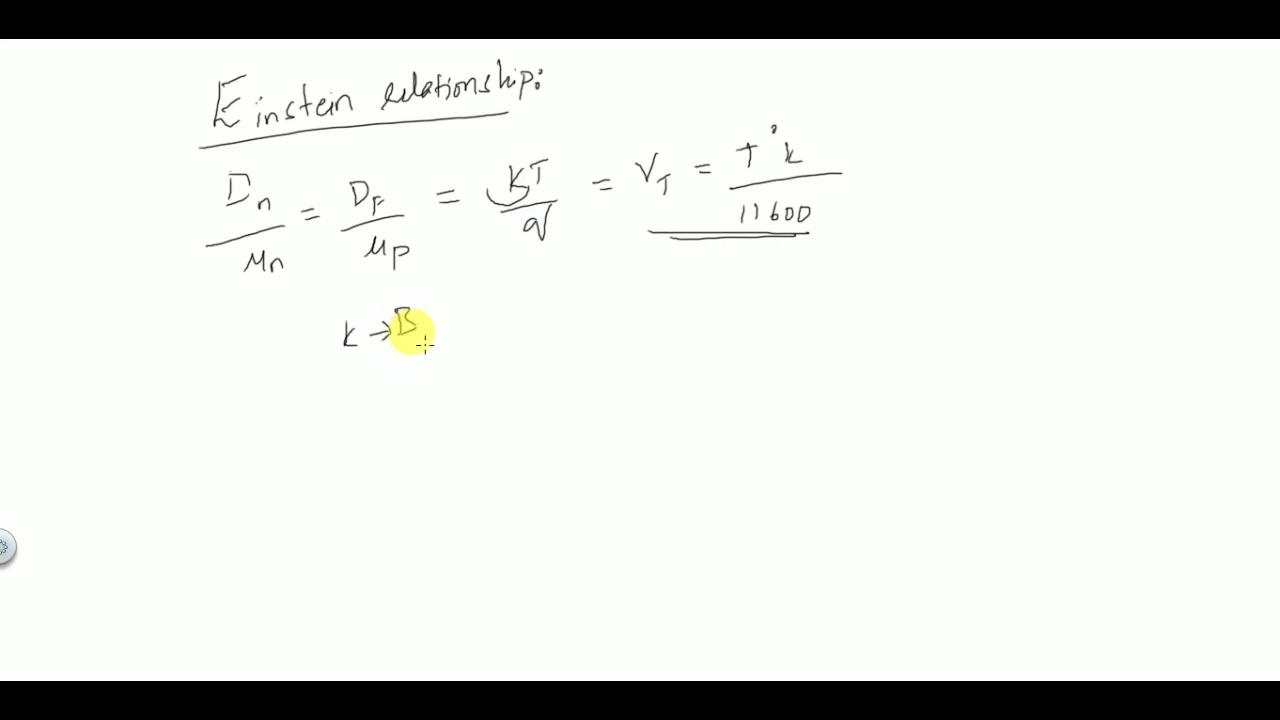 Einstein relationship:
Dn/μn = Dp/μp = KT/q = VT = T°k/11600
k → B